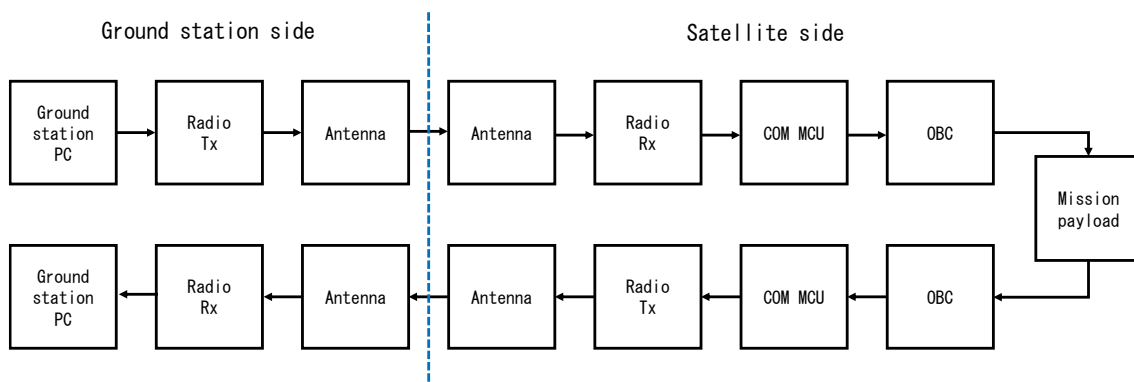 Ground station side
Satellite side
Ground
station
PC
Radio
Tx
Antenna
Antenna
Radio
Rx
COM MCU
OBC
Mission
payload
Ground
station
PC
Radio
Rx
Antenna
Antenna
Radio
Tx
COM MCU
OBC